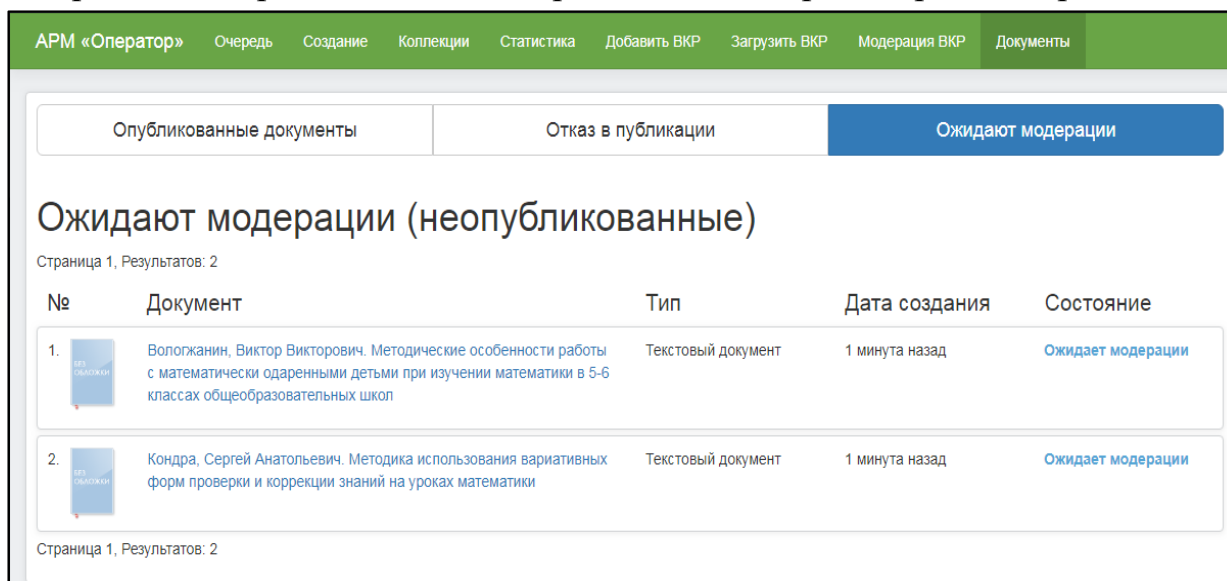 АРМ «Оператор» Очередь Создание Коллекции Статистика Добавить ВКР Загрузить ВКР Модерация ВКР Документы
Опубликованные документы Отказ в публикации Ожидают модерации
Ожидают модерации (неопубликованные)
Страница 1, Результатов: 2
№ Документ Тип Дата создания Состояние
1. БЕЗ ОБЛОЖКИ Вологжанин, Виктор Викторович. Методические особенности работы Текстовый документ 1 минута назад Ожидает модерации
с математически одаренными детьми при изучении математики в 5-6
классах общеобразовательных школ
2. БЕЗ ОБЛОЖКИ Кондра, Сергей Анатольевич. Методика использования вариативных Текстовый документ 1 минута назад Ожидает модерации
форм проверки и коррекции знаний на уроках математики
Страница 1, Результатов: 2